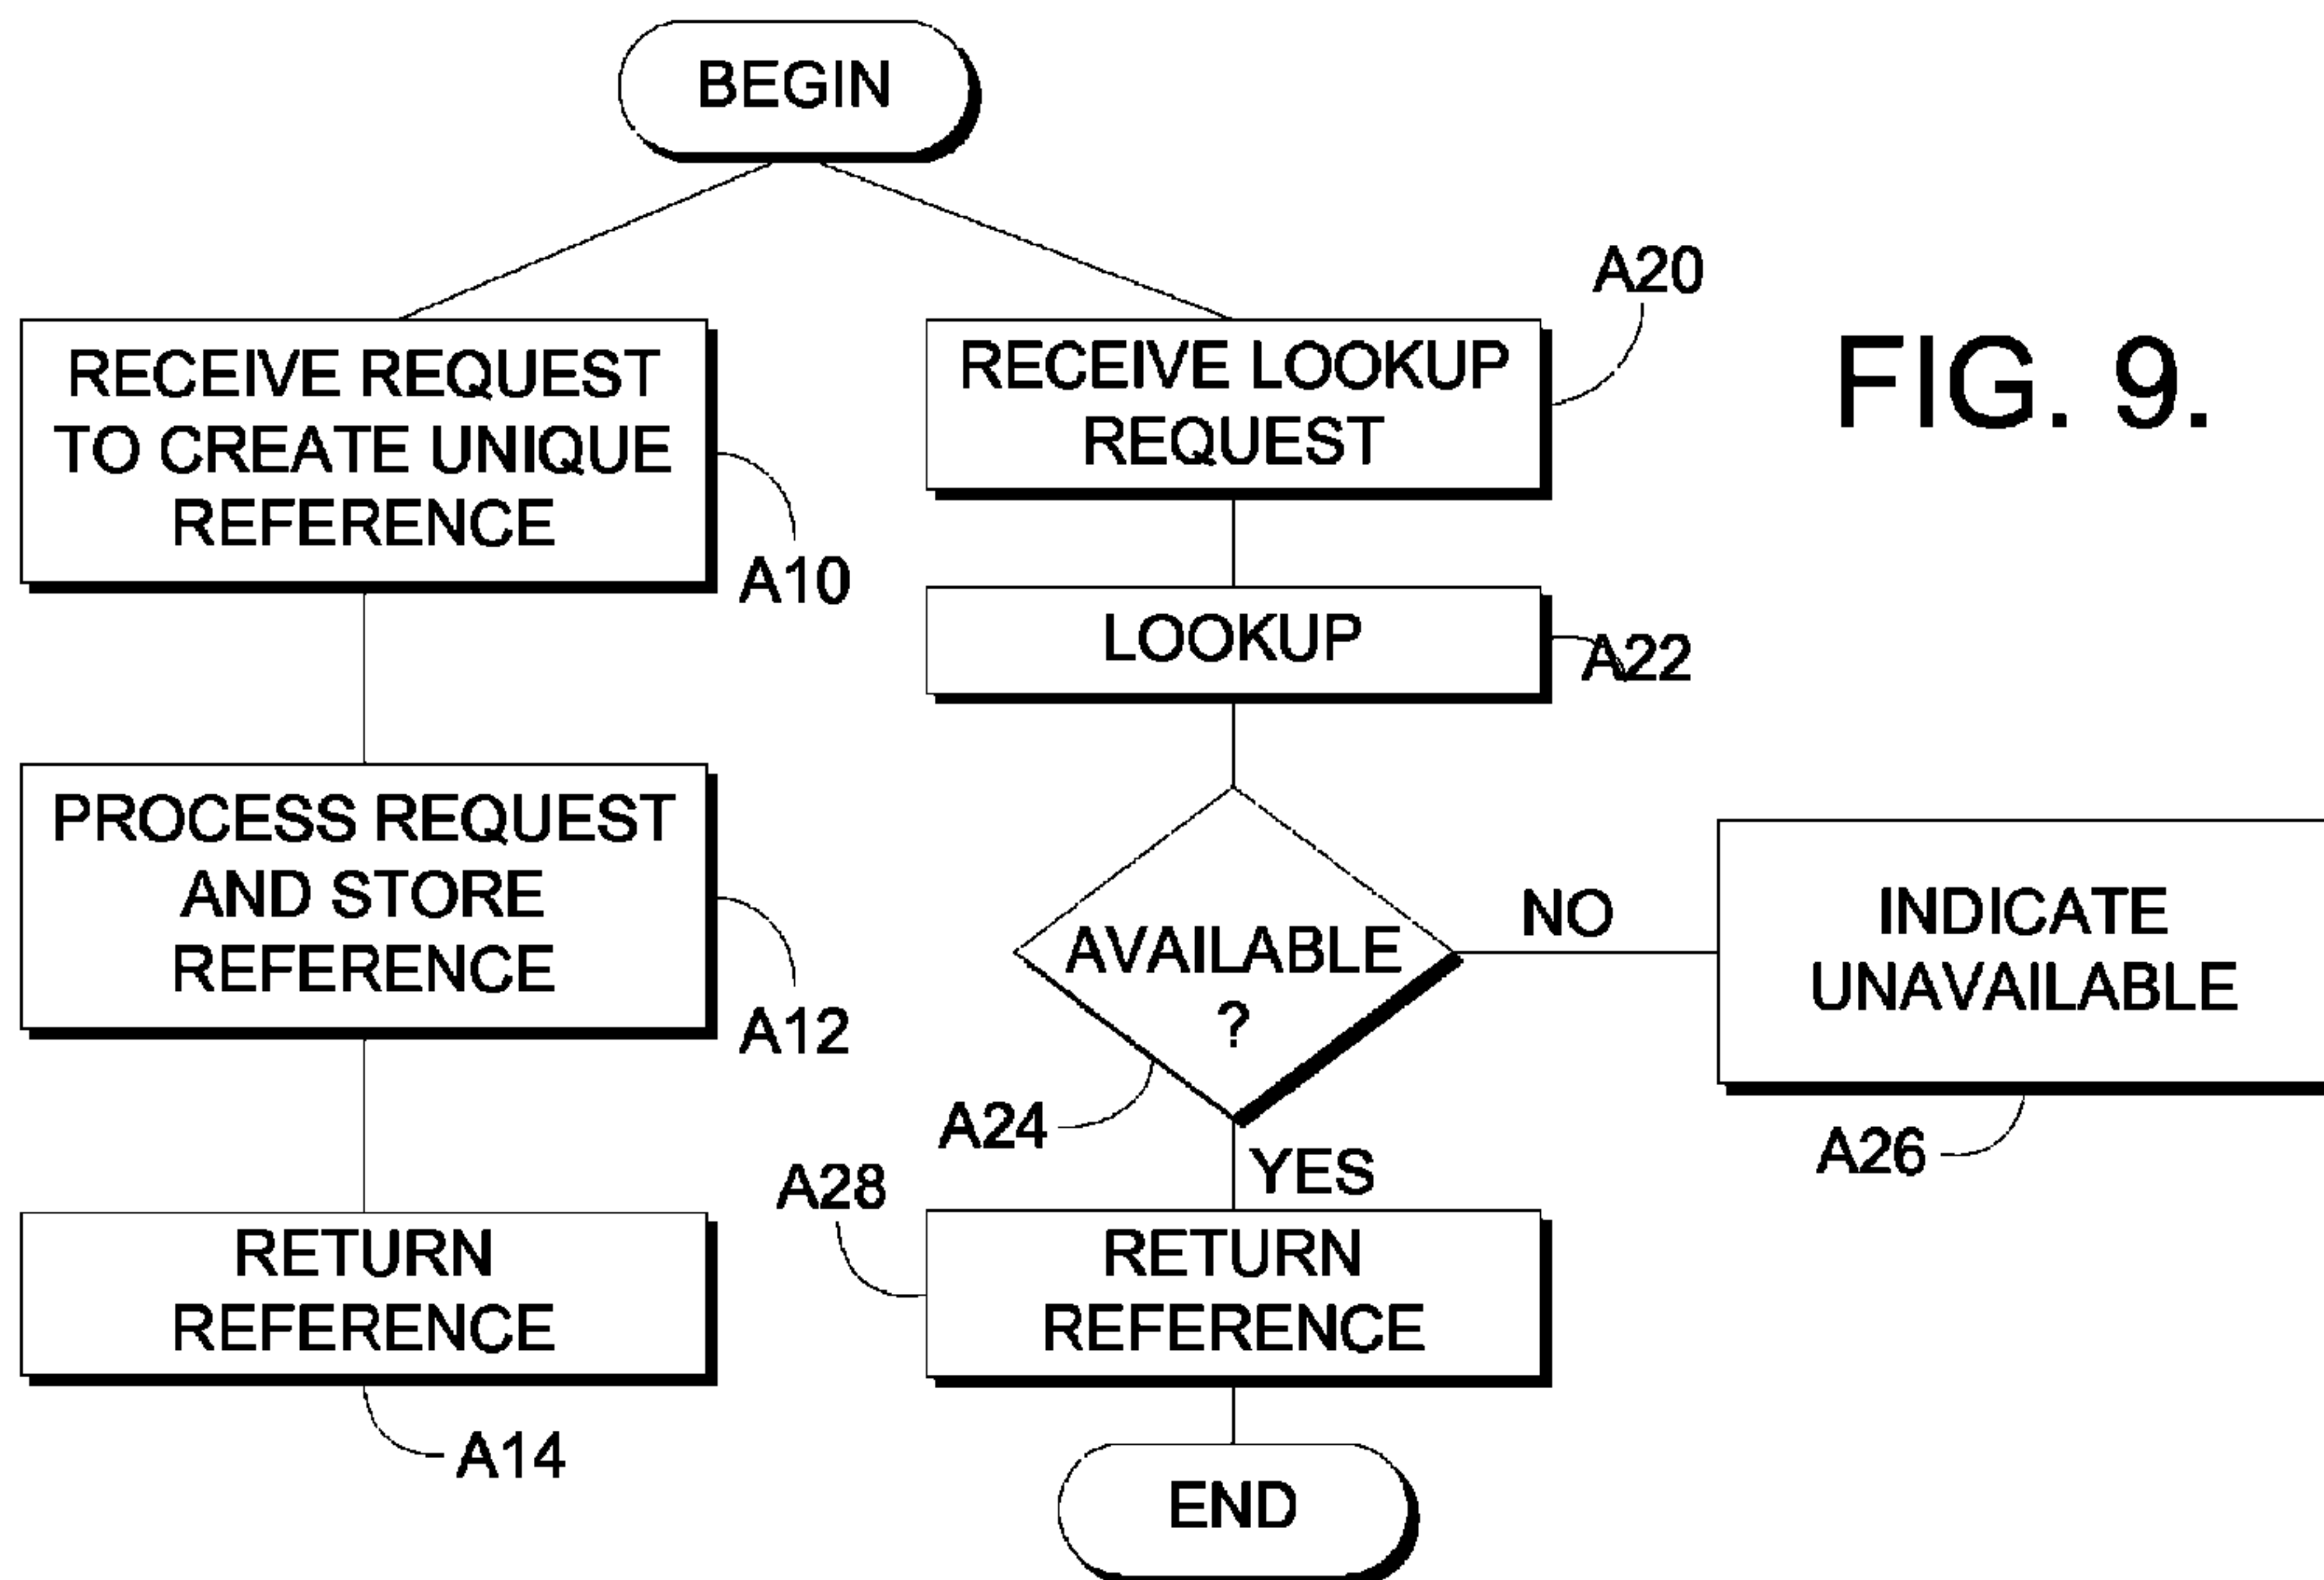 BEGIN
RECEIVE REQUEST
TO CREATE UNIQUE
REFERENCE
A10
PROCESS REQUEST
AND STORE
REFERENCE
A12
RETURN
REFERENCE
A14
RECEIVE LOOKUP
REQUEST
A20
LOOKUP
A22
AVAILABLE
?
A24
NO
INDICATE
UNAVAILABLE
A26
YES
A28
RETURN
REFERENCE
END
FIG. 9.